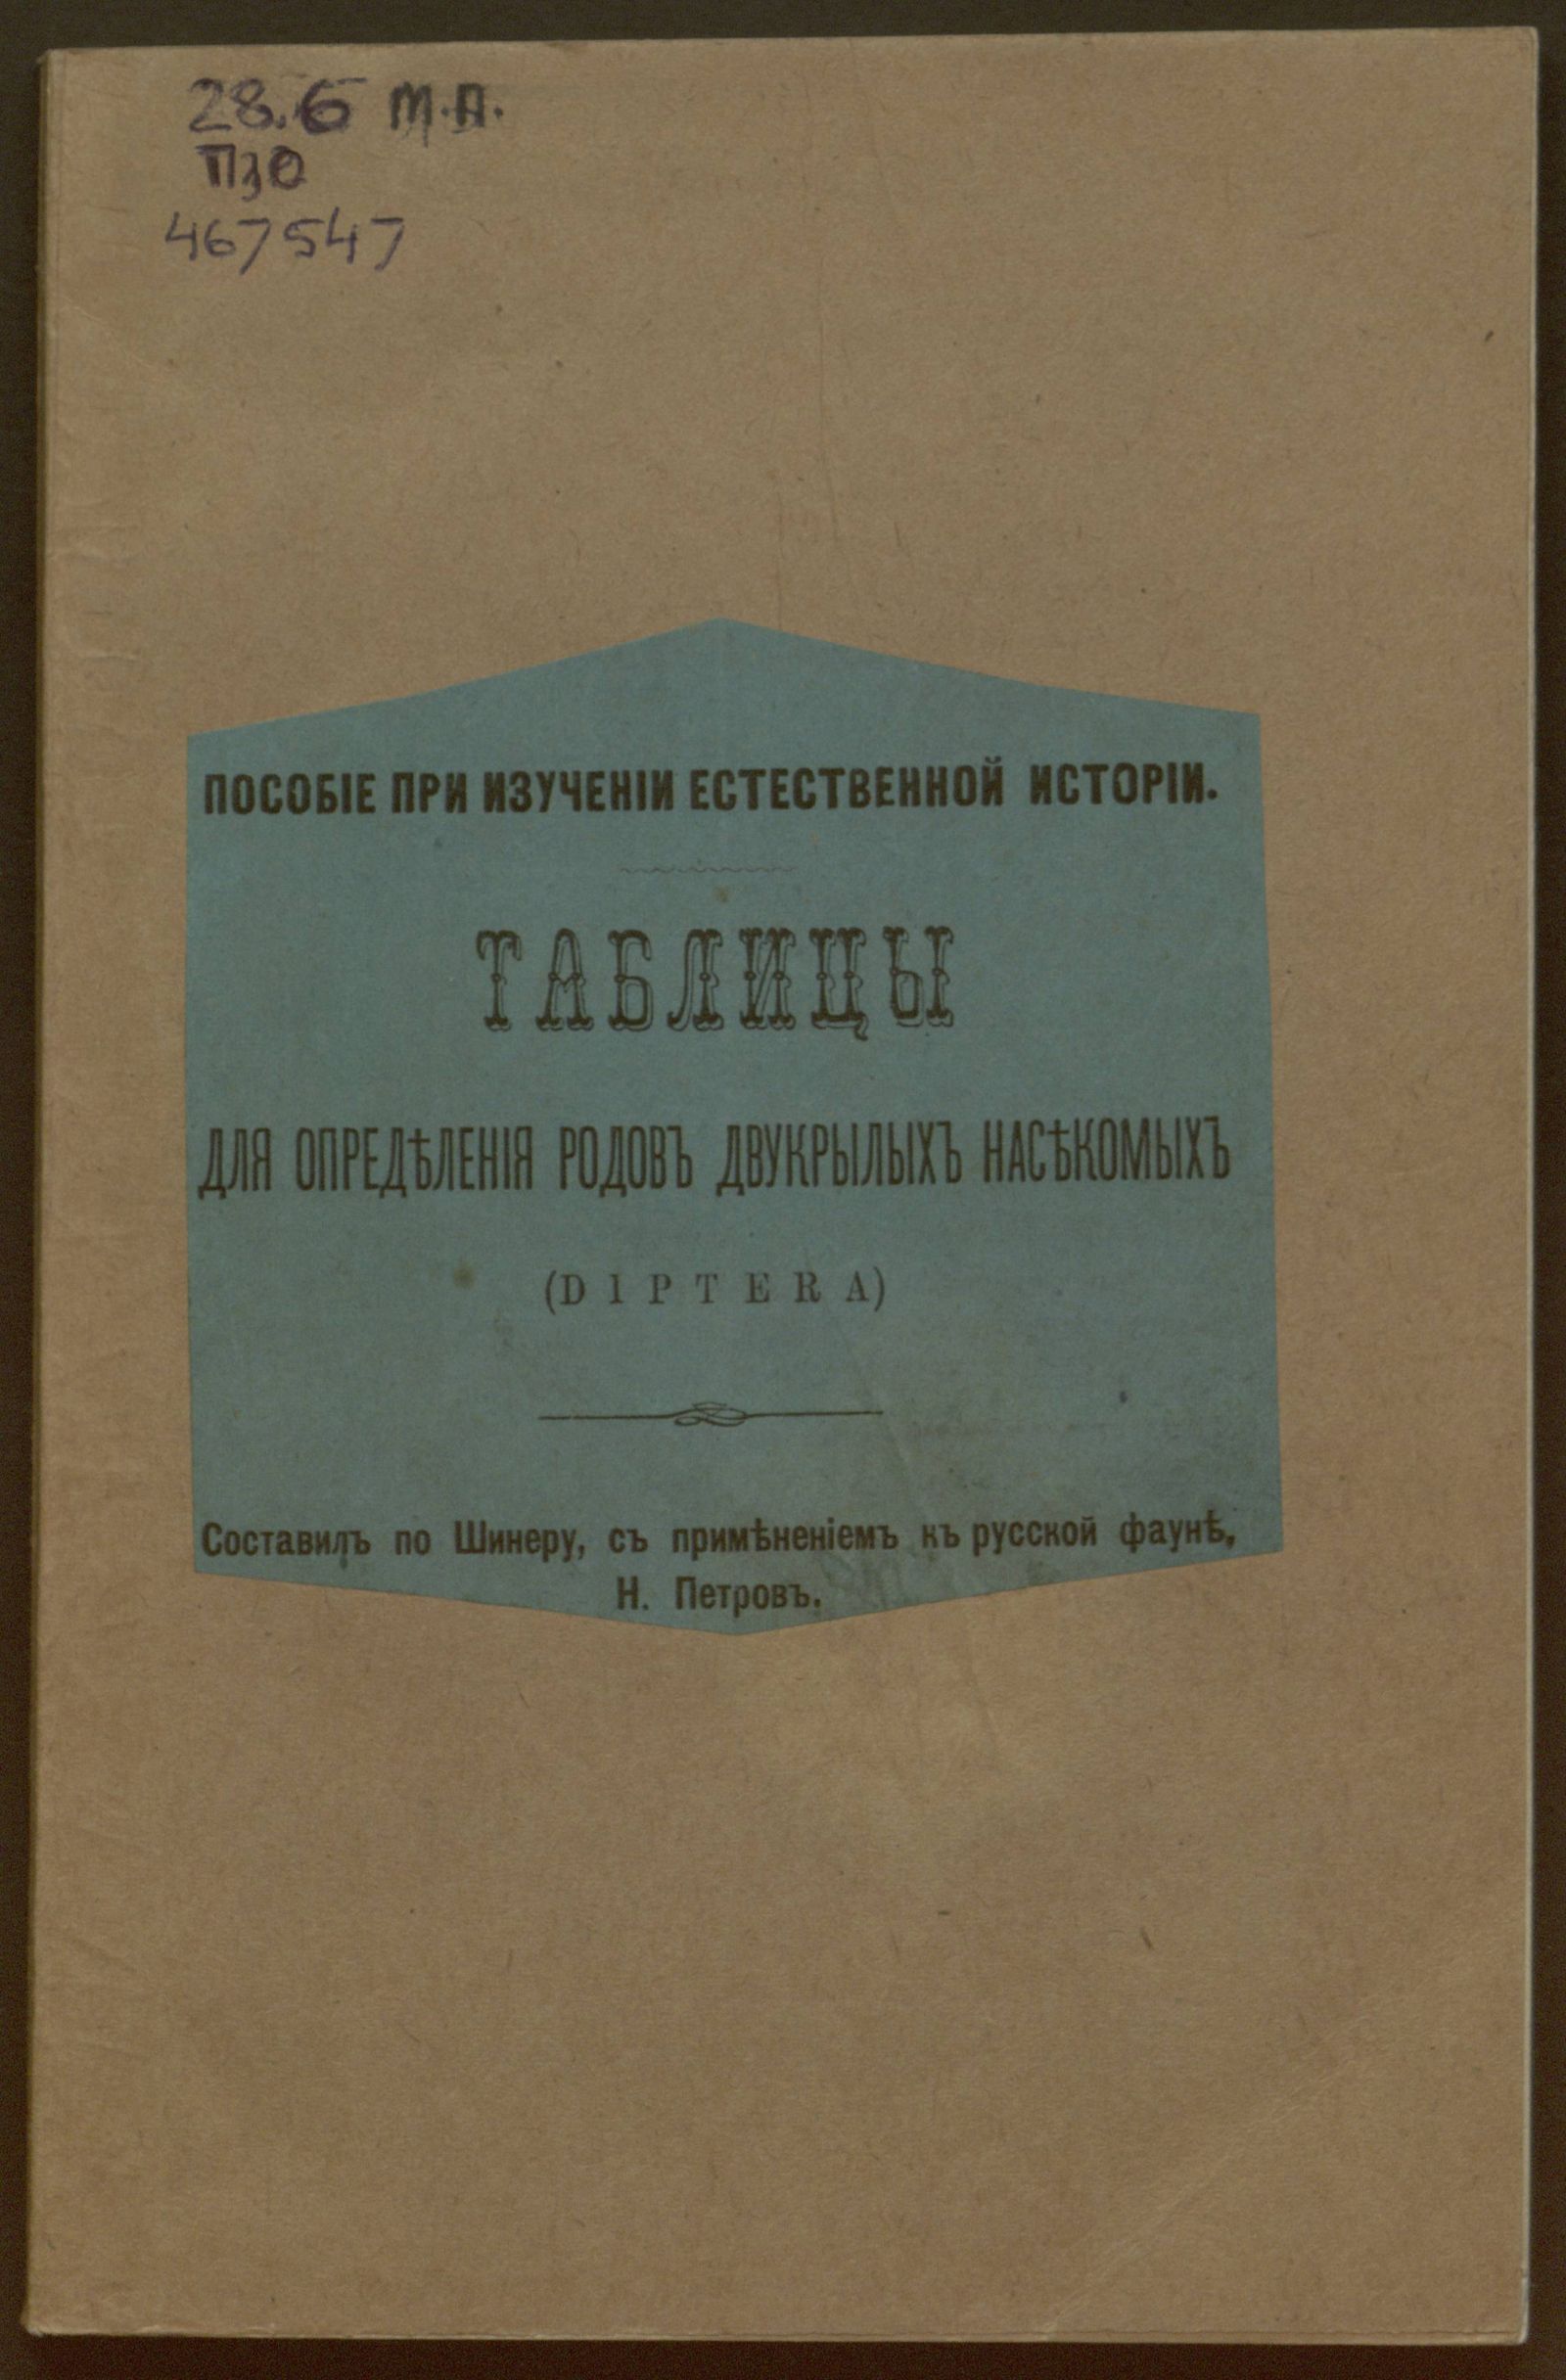 28.6 М.П.
П30
467547
ПОСОБІЕ ПРИ ИЗУЧЕНІИ ЕСТЕСТВЕННОЙ ИСТОРІИ.
ТАБЛИЦЫ
ДЛЯ ОПРЕДѢЛЕНІЯ РОДОВЪ ДВУКРЫЛЫХЪ НАСѢКОМЫХЪ
(DIPTERA)
Составилъ по Шинеру, съ примѣненіемъ къ русской фаунѣ,
Н. Петровъ.